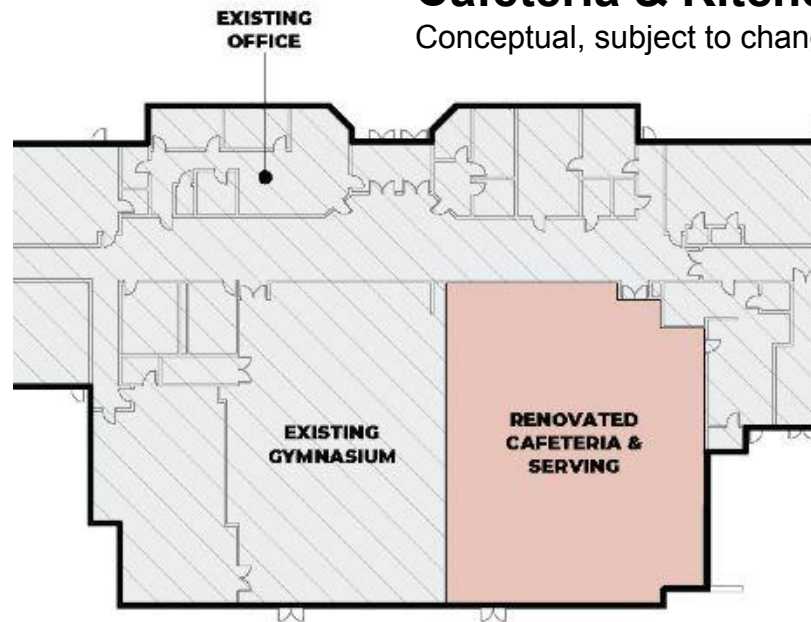 EXISTING
OFFICE
Conceptual, subject to
EXISTING
GYMNASIUM
RENOVATED
CAFETERIA &
SERVING